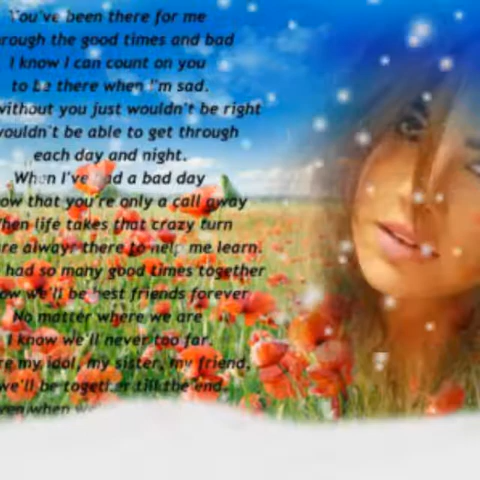 You've been there for me
rough the good times and bad
I know I can count on you
to be there when I'm sad.
without you just wouldn't be right
wouldn't be able to get through
each day and night.
When I've had a bad day
ow that you're only a call away
hen life takes that crazy turn
re always there to help me learn.
had so many good times together
ow we'll be best friends forever
No matter where we are
I know we'll never too far.
re my idol, my sister, my friend,
we'll be together till the end.
ven when We